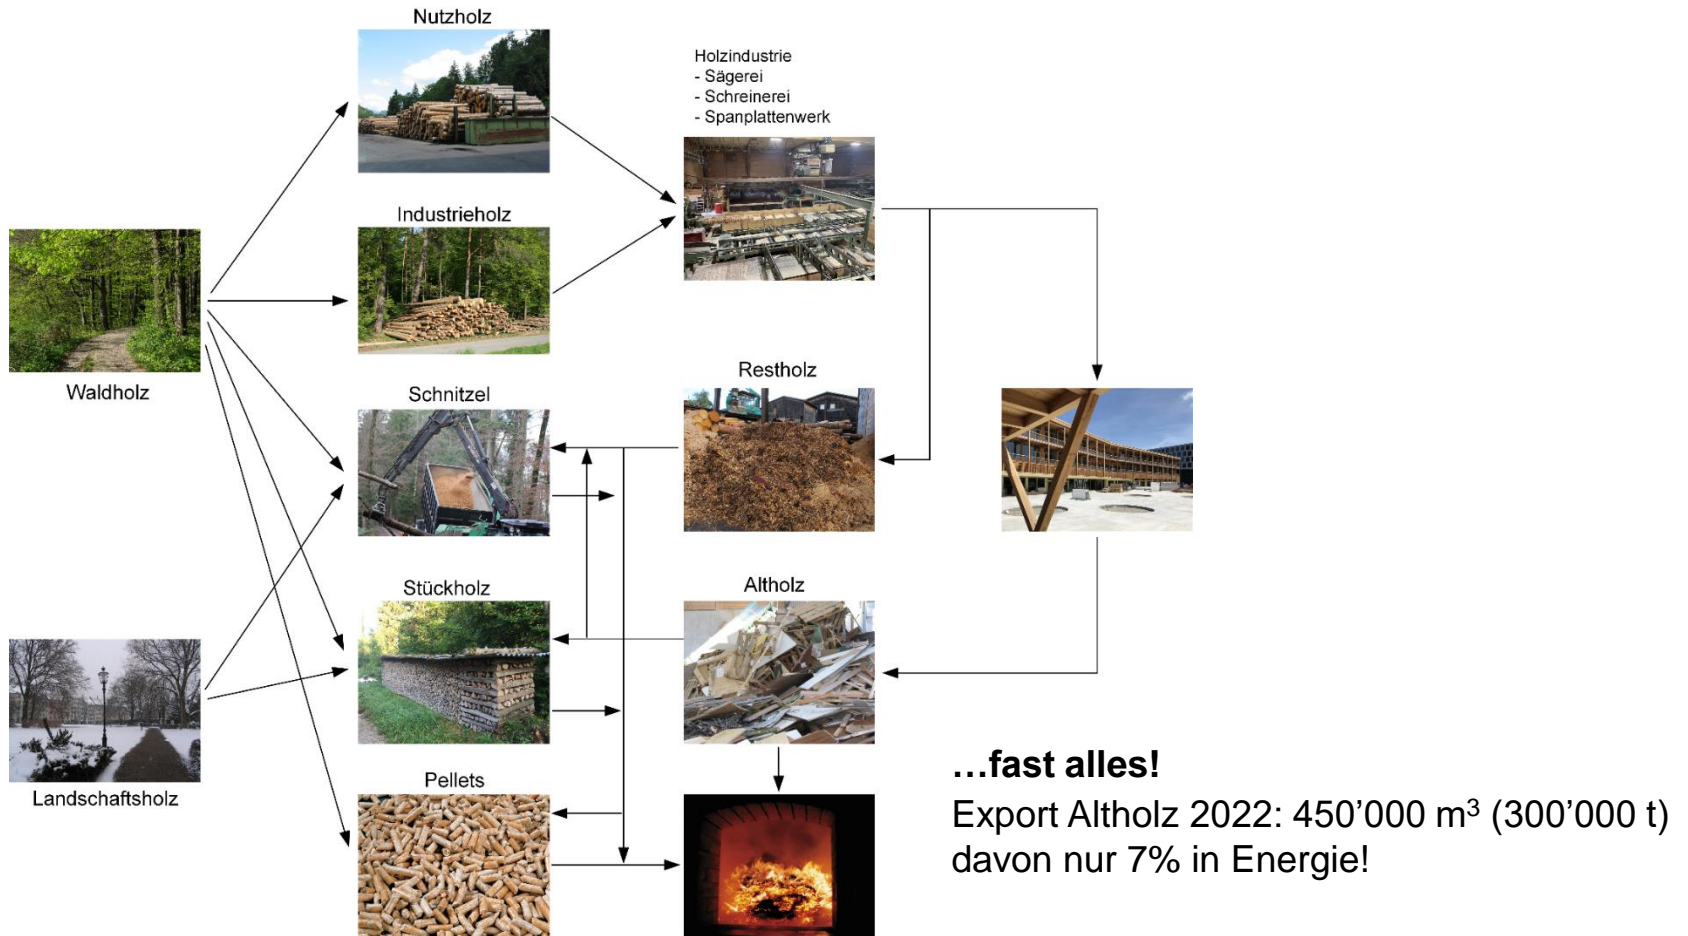 Nutzholz
Holzindustrie
- Sägerei
- Schreinerei
- Spanplattenwerk
Industrieholz
Waldholz
Schnitzel
Restholz
Stückholz
Altholz
Landschaftsholz
Pellets
…fast alles!
Export Altholz 2022: 450’000 m³ (300’000 t)
davon nur 7% in Energie!